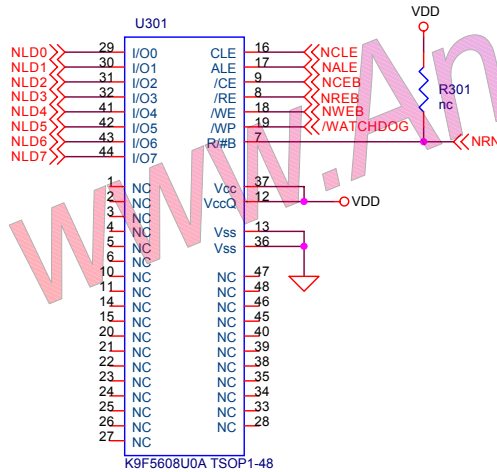 U301
VDD
NLD0 29 I/O0 CLE 16 NCLE
NLD1 30 I/O1 ALE 17 NALE
NLD2 31 I/O2 /CE 9 NCEB
NLD3 32 I/O3 /RE 8 NREB
NLD4 41 I/O4 /WE 18 NWEB
NLD5 42 I/O5 /WP 19 /WATCHDOG
NLD6 43 I/O6 R/#B 7 NRN
NLD7 44 I/O7
R301
nc
1 NC Vcc 37
2 NC VccQ 12 VDD
3 NC
4 NC Vss 13
5 NC Vss 36
6 NC
10 NC NC 47
11 NC NC 48
14 NC NC 46
15 NC NC 45
20 NC NC 40
21 NC NC 39
22 NC NC 38
23 NC NC 35
24 NC NC 34
25 NC NC 33
26 NC NC 28
27 NC
K9F5608U0A TSOP1-48
www.An